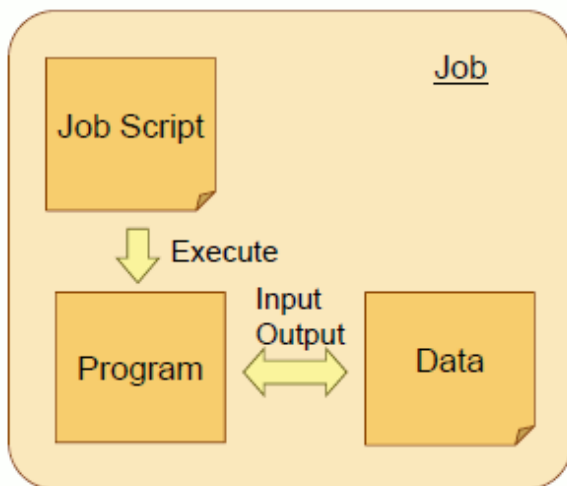 Job
Job Script
Execute
Input
Output
Program
Data